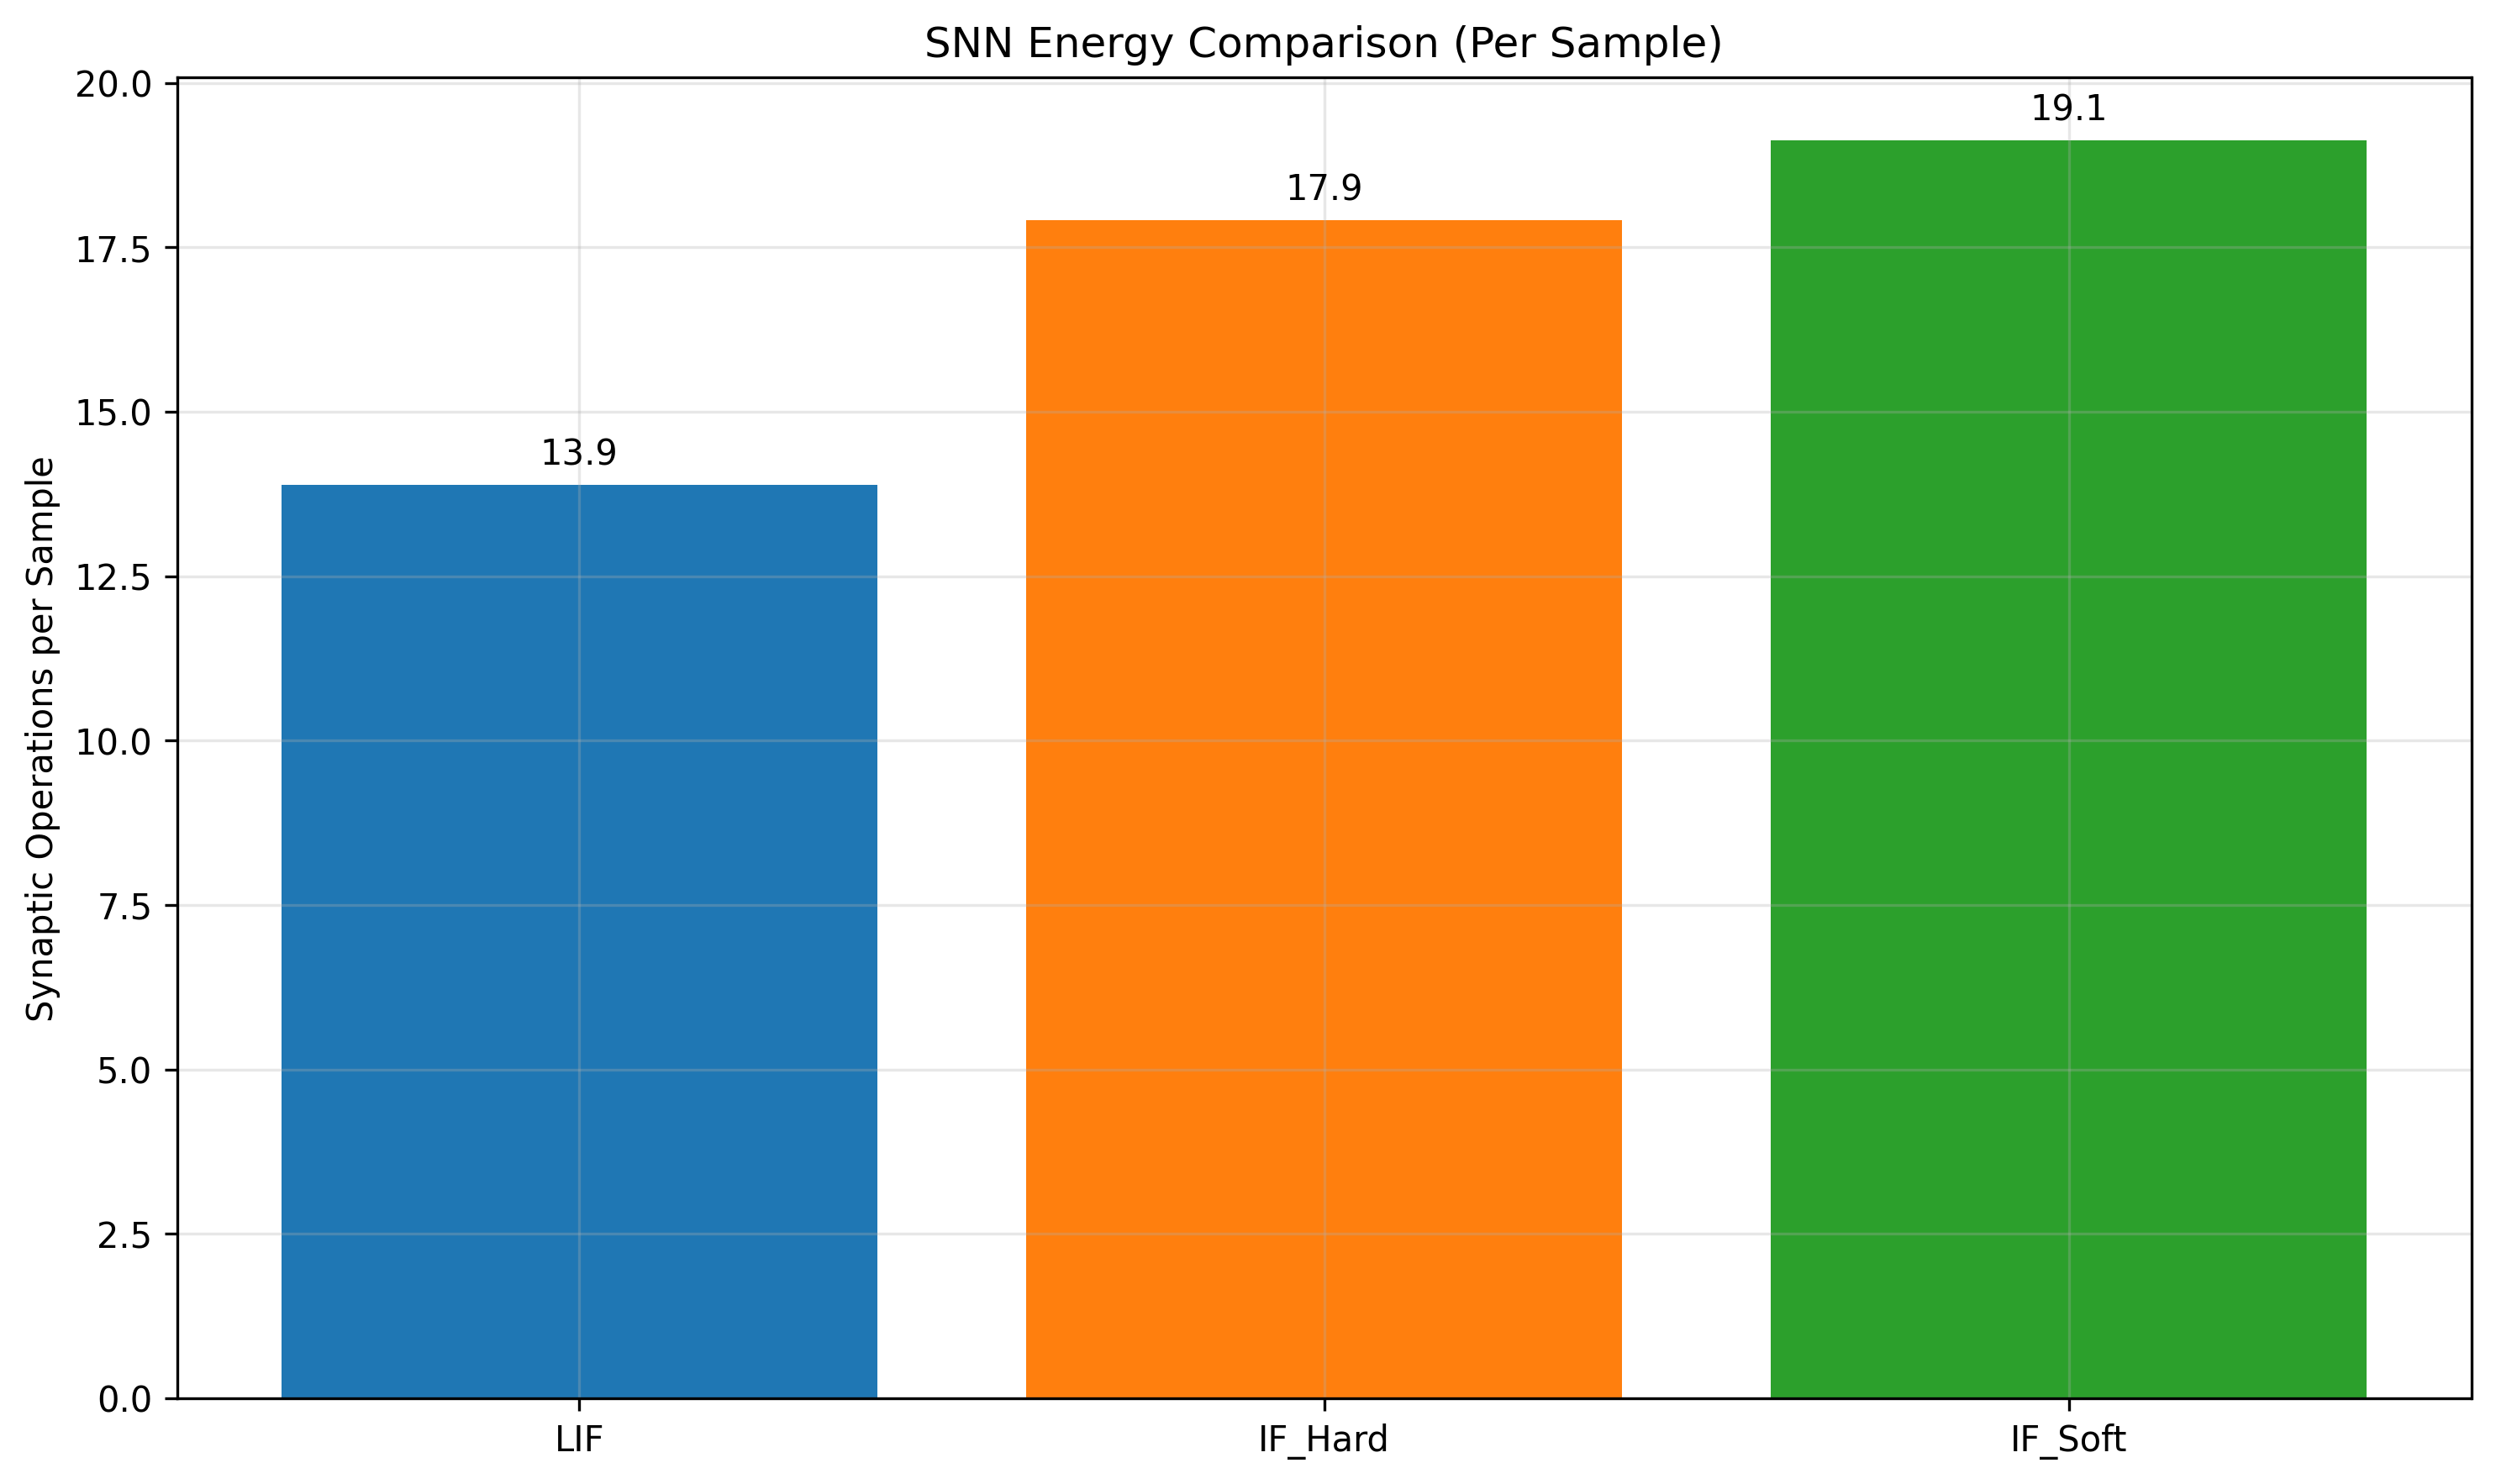 SNN Energy Comparison (Per Sample)
Synaptic Operations per Sample
20.0
17.5
15.0
12.5
10.0
7.5
5.0
2.5
0.0
13.9
17.9
19.1
LIF
IF_Hard
IF_Soft